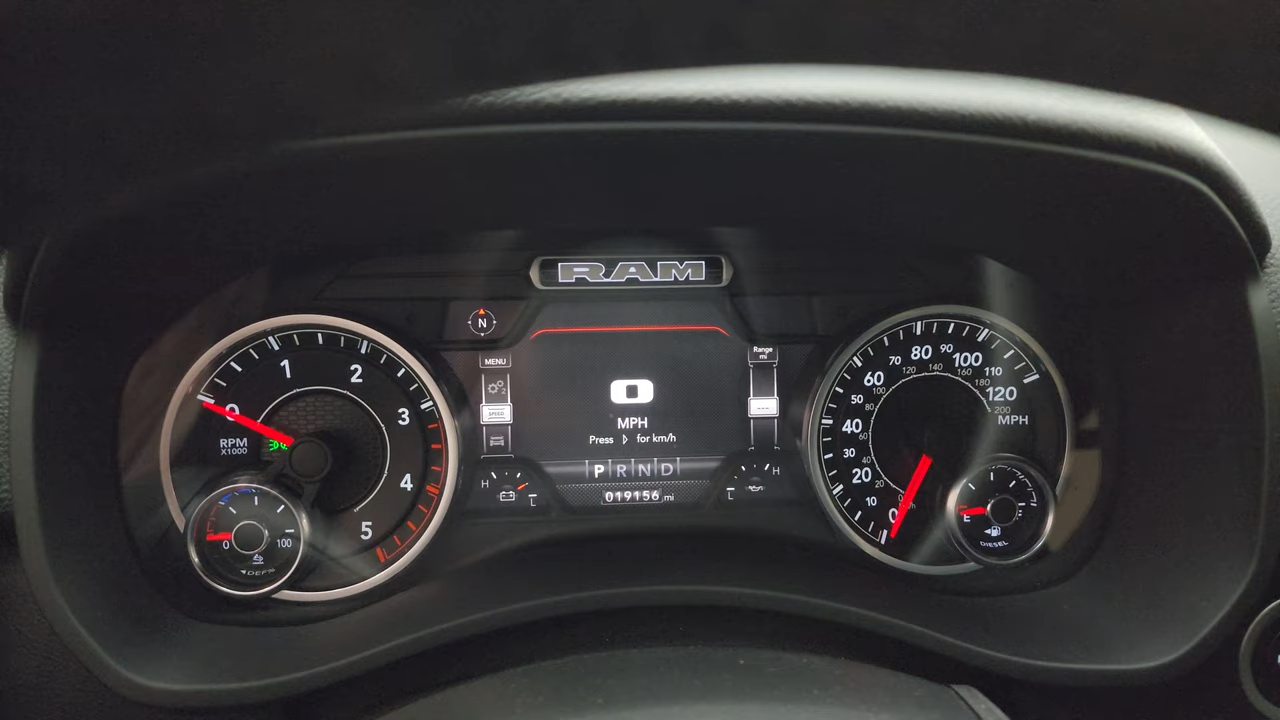 RAM
N
MENU
SPEED
Range
mi
---
0
MPH
Press for km/h
P R N D
019156 mi
H
L
H
L
0
1
2
3
4
5
RPM
X1000
0
100
DEF%
0
10
20
30
40
50
60
70
80
90
100
110
120
MPH
20
40
60
80
100
120
140
160
180
200
E
DIESEL